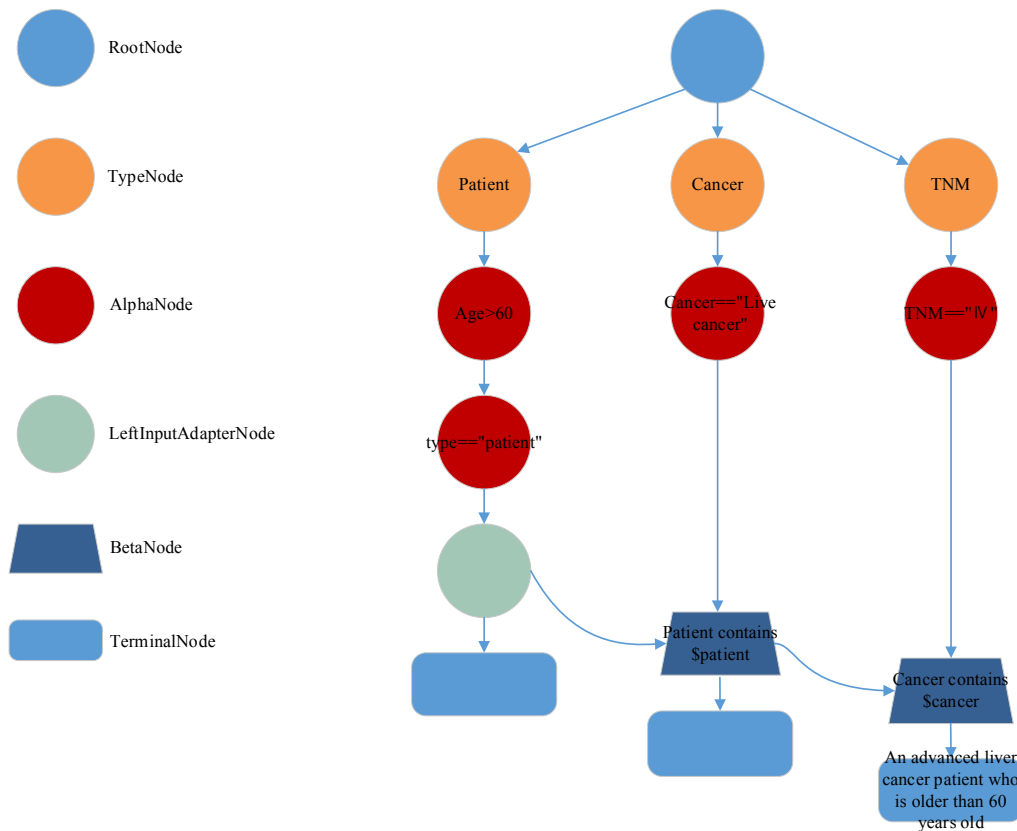 RootNode
TypeNode
AlphaNode
LeftInputAdapterNode
BetaNode
TerminalNode
Patient
Cancer
TNM
Age>60
Cancer=="Live
cancer"
TNM=="Ⅳ"
type=="patient"
Patient contains
$patient
Cancer contains
$cancer
An advanced liver
cancer patient who
is older than 60
years old